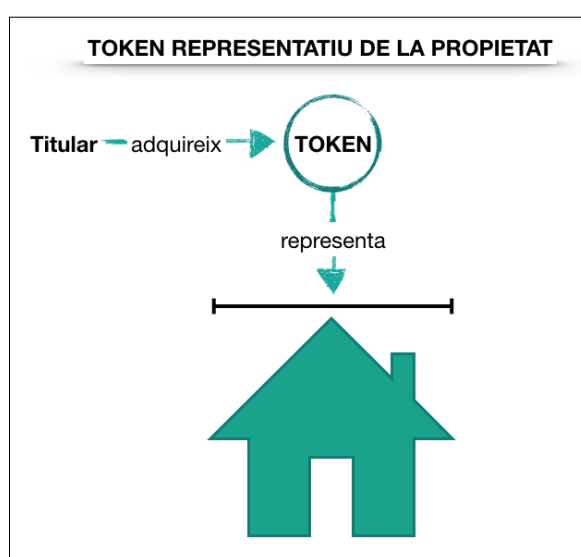 TOKEN REPRESENTATIU DE LA PROPIETAT
Titular adquireix TOKEN
representa